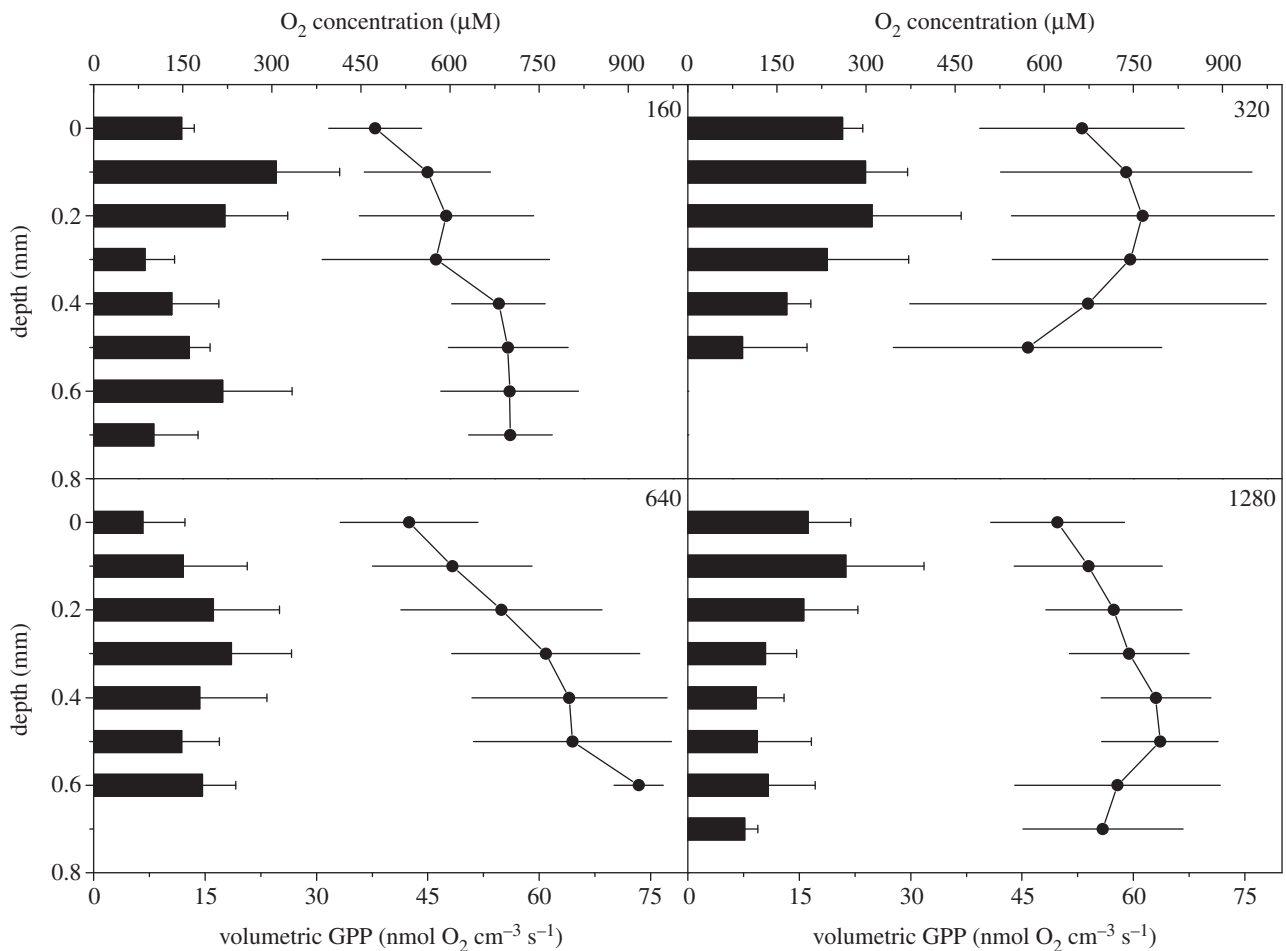 O2 concentration (μM) O2 concentration (μM)
0 150 300 450 600 750 900 0 150 300 450 600 750 900
160 320
0
0.2
0.4
0.6
0.8
depth (mm)
640 1280
0
0.2
0.4
0.6
0.8
depth (mm)
0 15 30 45 60 75 0 15 30 45 60 75
volumetric GPP (nmol O2 cm–3 s–1) volumetric GPP (nmol O2 cm–3 s–1)